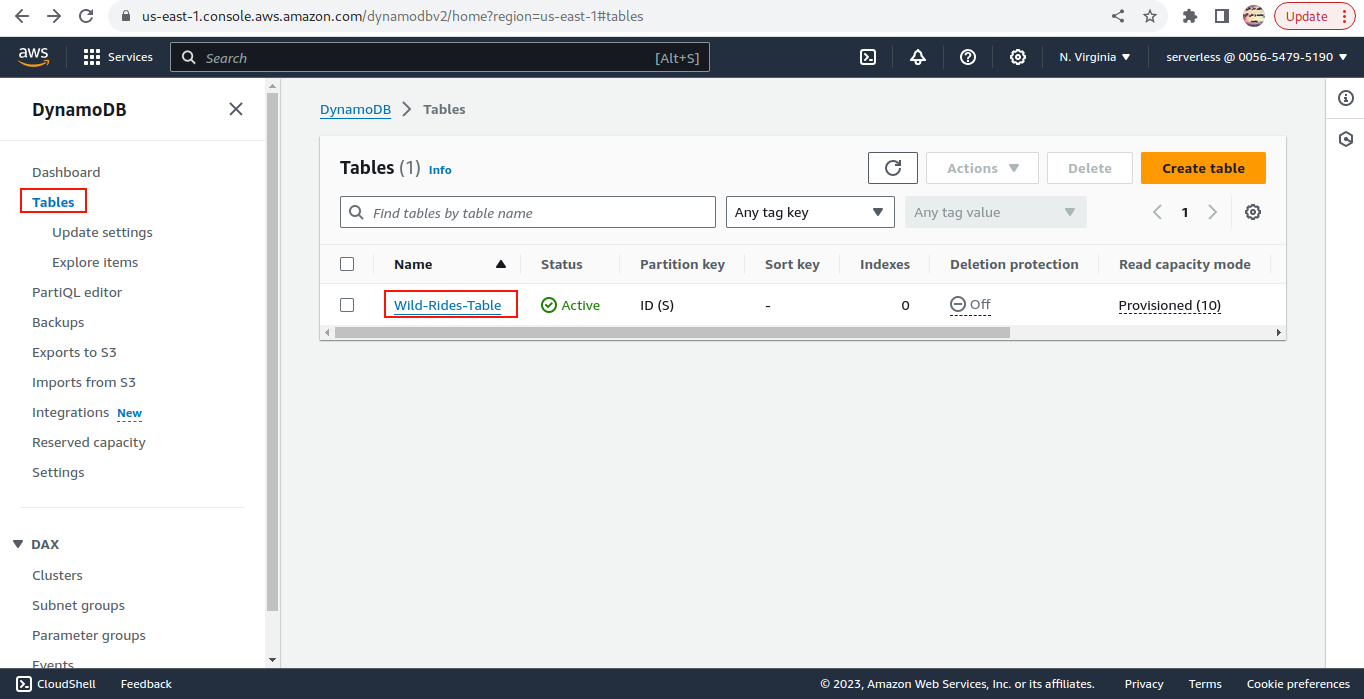 us-east-1.console.aws.amazon.com/dynamodbv2/home?region=us-east-1#tables
Update
aws
Services
Search
[Alt+S]
N. Virginia
serverless @ 0056-5479-5190
DynamoDB
Dashboard
Tables
Update settings
Explore items
PartiQL editor
Backups
Exports to S3
Imports from S3
Integrations New
Reserved capacity
Settings
DAX
Clusters
Subnet groups
Parameter groups
Events
DynamoDB Tables
Tables (1) Info
Actions
Delete
Create table
Find tables by table name
Any tag key
Any tag value
1
Name Status Partition key Sort key Indexes Deletion protection Read capacity mode
Wild-Rides-Table Active ID (S) - 0 Off Provisioned (10)
CloudShell Feedback © 2023, Amazon Web Services, Inc. or its affiliates. Privacy Terms Cookie preferences